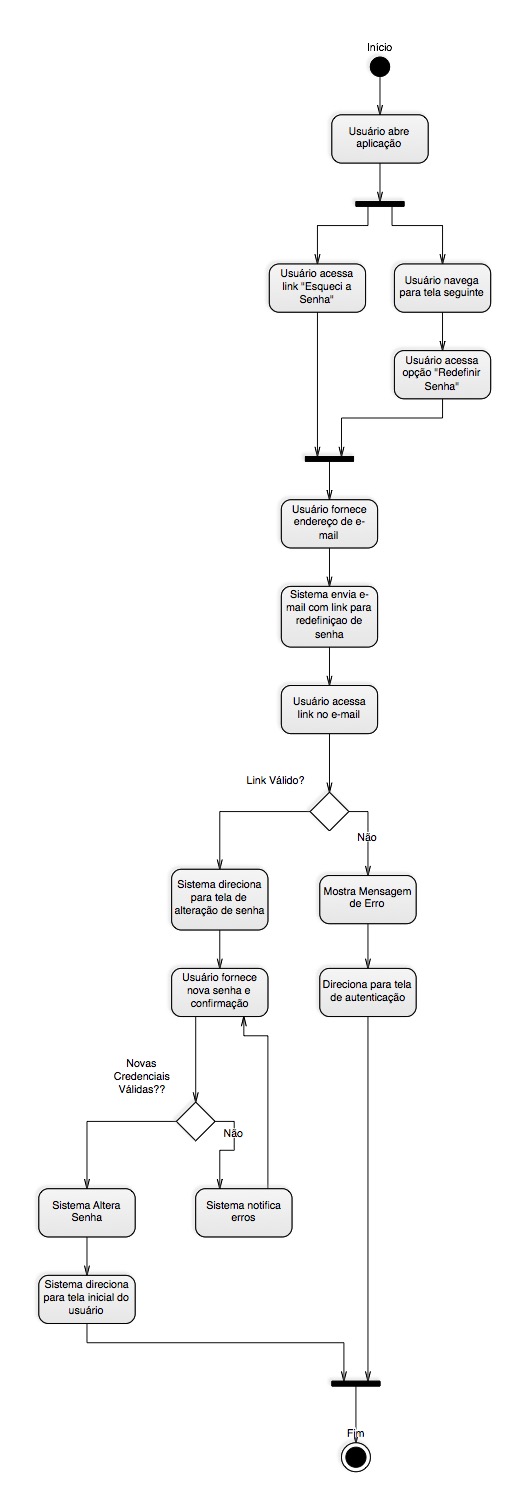 Inicio
Usuário abre
aplicação
Usuário acessa
link "Esqueci a
Senha"
Usuário navega
para tela seguinte
Usuário acessa
opção "Redefinir
Senha"
Usuário fornece
endereço de e-
mail
Sistema envia e-
mail com link para
redefiniçao de
senha
Usuário acessa
link no e-mail
Link Válido?
Não
Sistema direciona
para tela de
alteração de senha
Mostra Mensagem
de Erro
Usuário fornece
nova senha e
confirmação
Direciona para tela
de autenticação
Novas
Credenciais
Válidas??
Não
Sistema Altera
Senha
Sistema notifica
erros
Sistema direciona
para tela inicial do
usuário
Fim